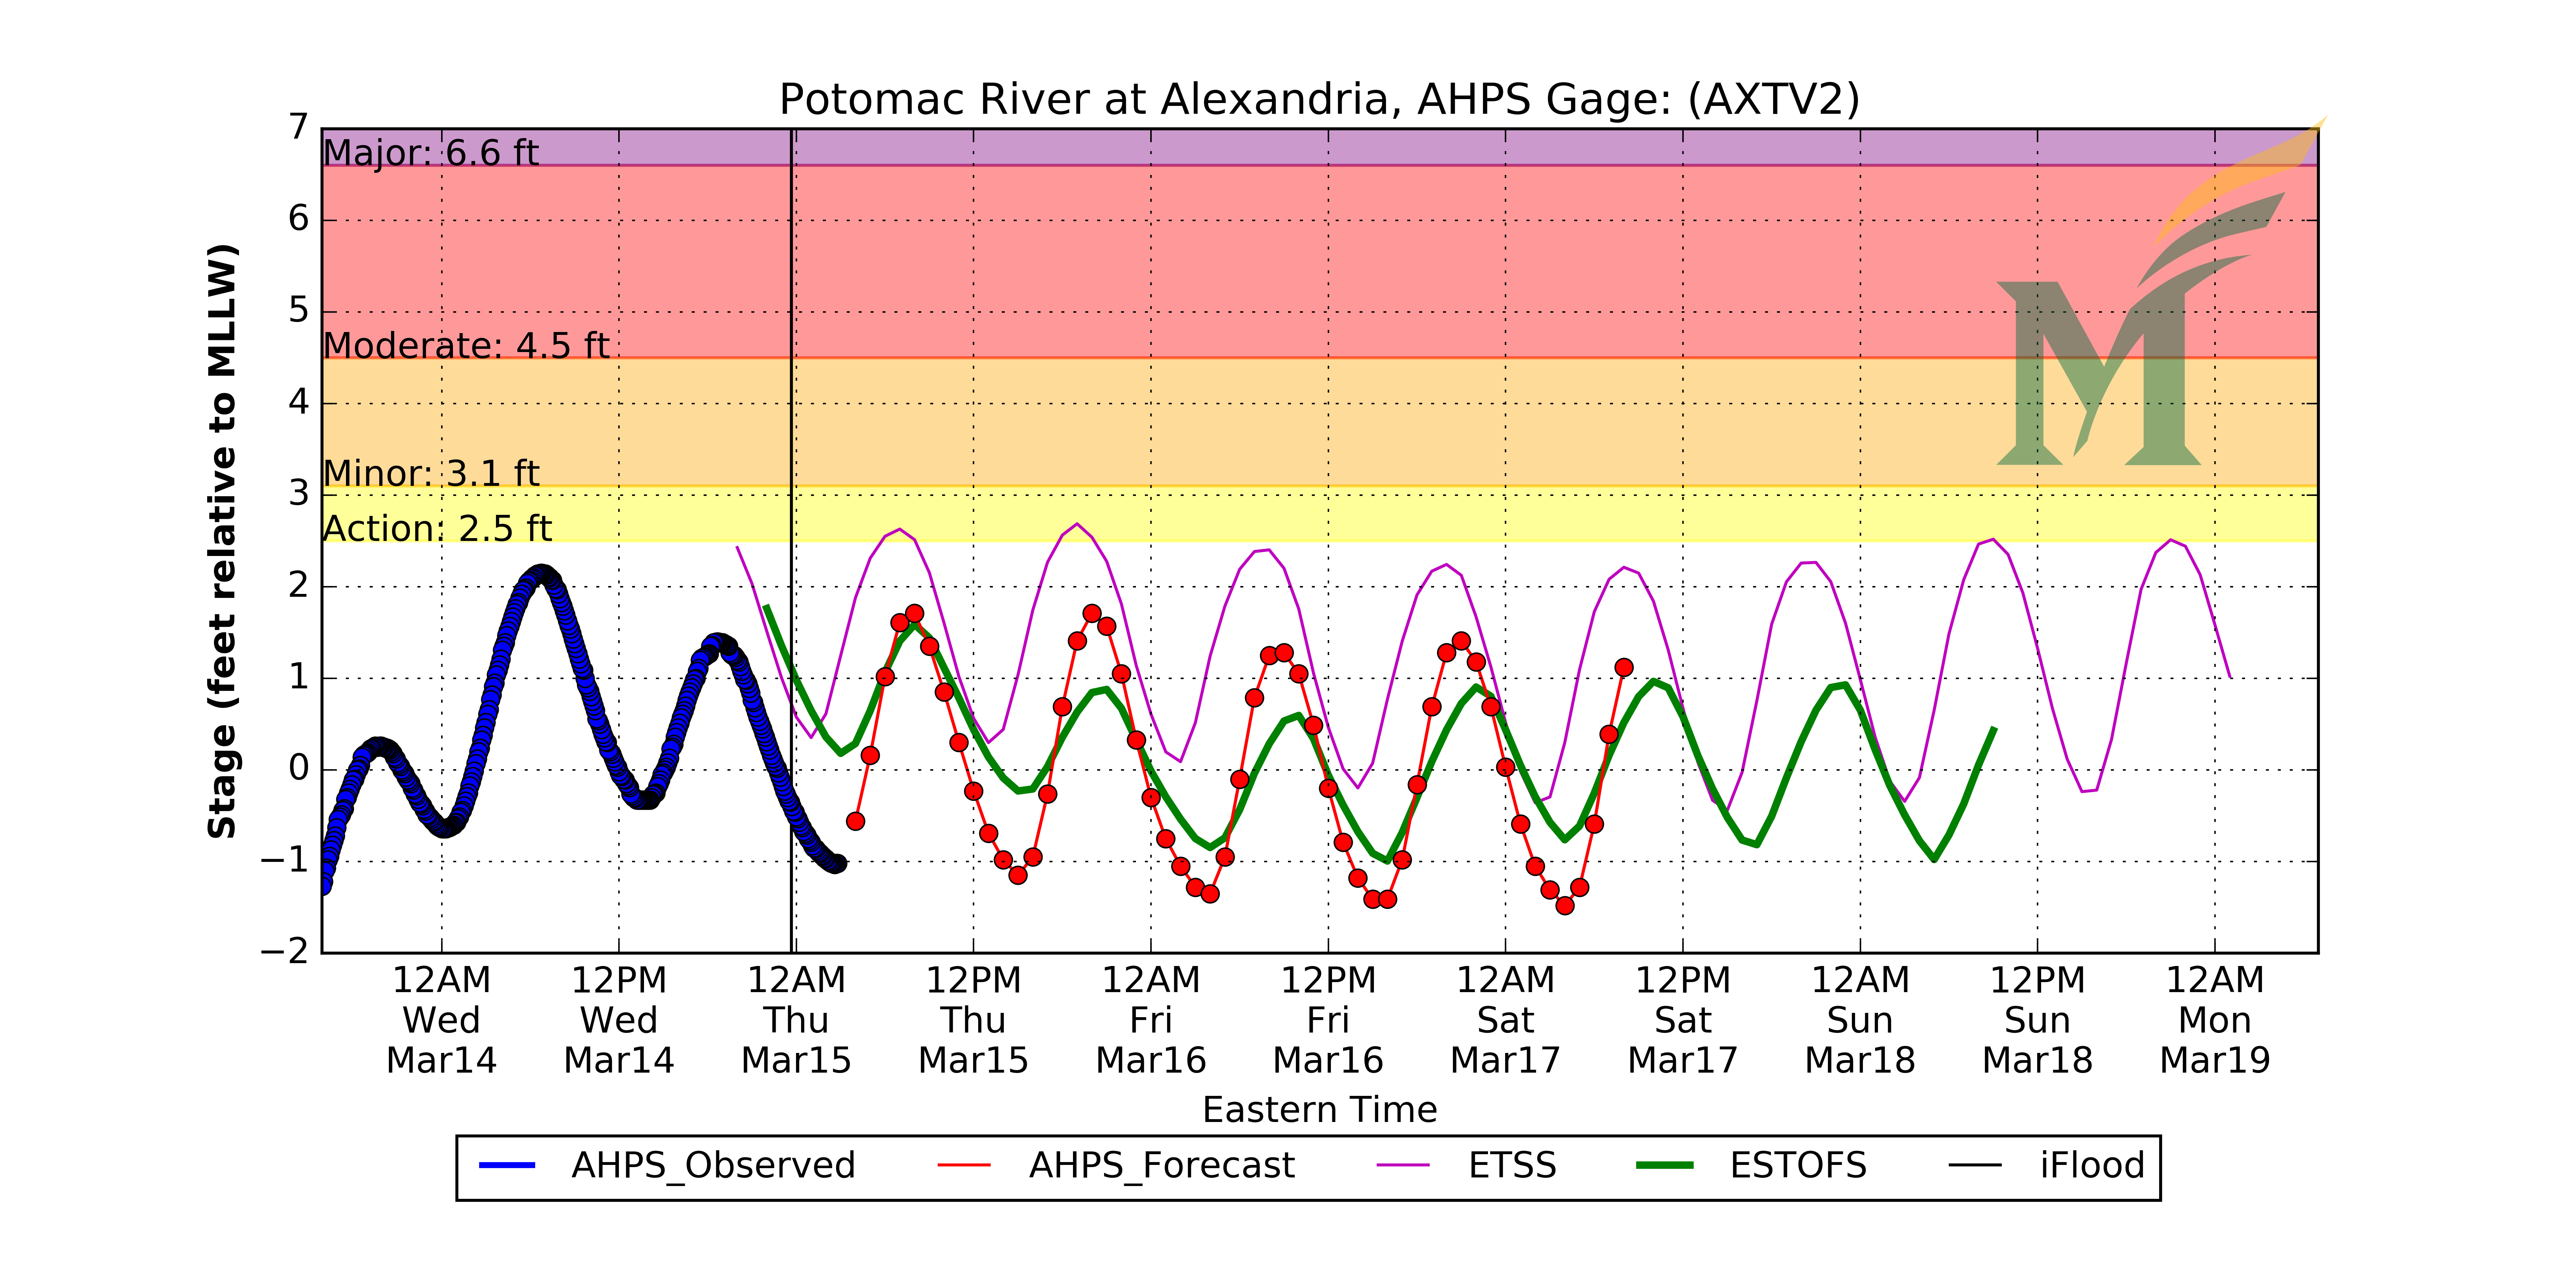 Potomac River at Alexandria, AHPS Gage: (AXTV2)
Stage (feet relative to MLLW)
7
6
5
4
3
2
1
0
−1
−2
Major: 6.6 ft
Moderate: 4.5 ft
Minor: 3.1 ft
Action: 2.5 ft
M
12AM 12PM 12AM 12PM 12AM 12PM 12AM 12PM 12AM 12PM 12AM
Wed Wed Thu Thu Fri Fri Sat Sat Sun Sun Mon
Mar14 Mar14 Mar15 Mar15 Mar16 Mar16 Mar17 Mar17 Mar18 Mar18 Mar19
Eastern Time
AHPS_Observed AHPS_Forecast ETSS ESTOFS iFlood